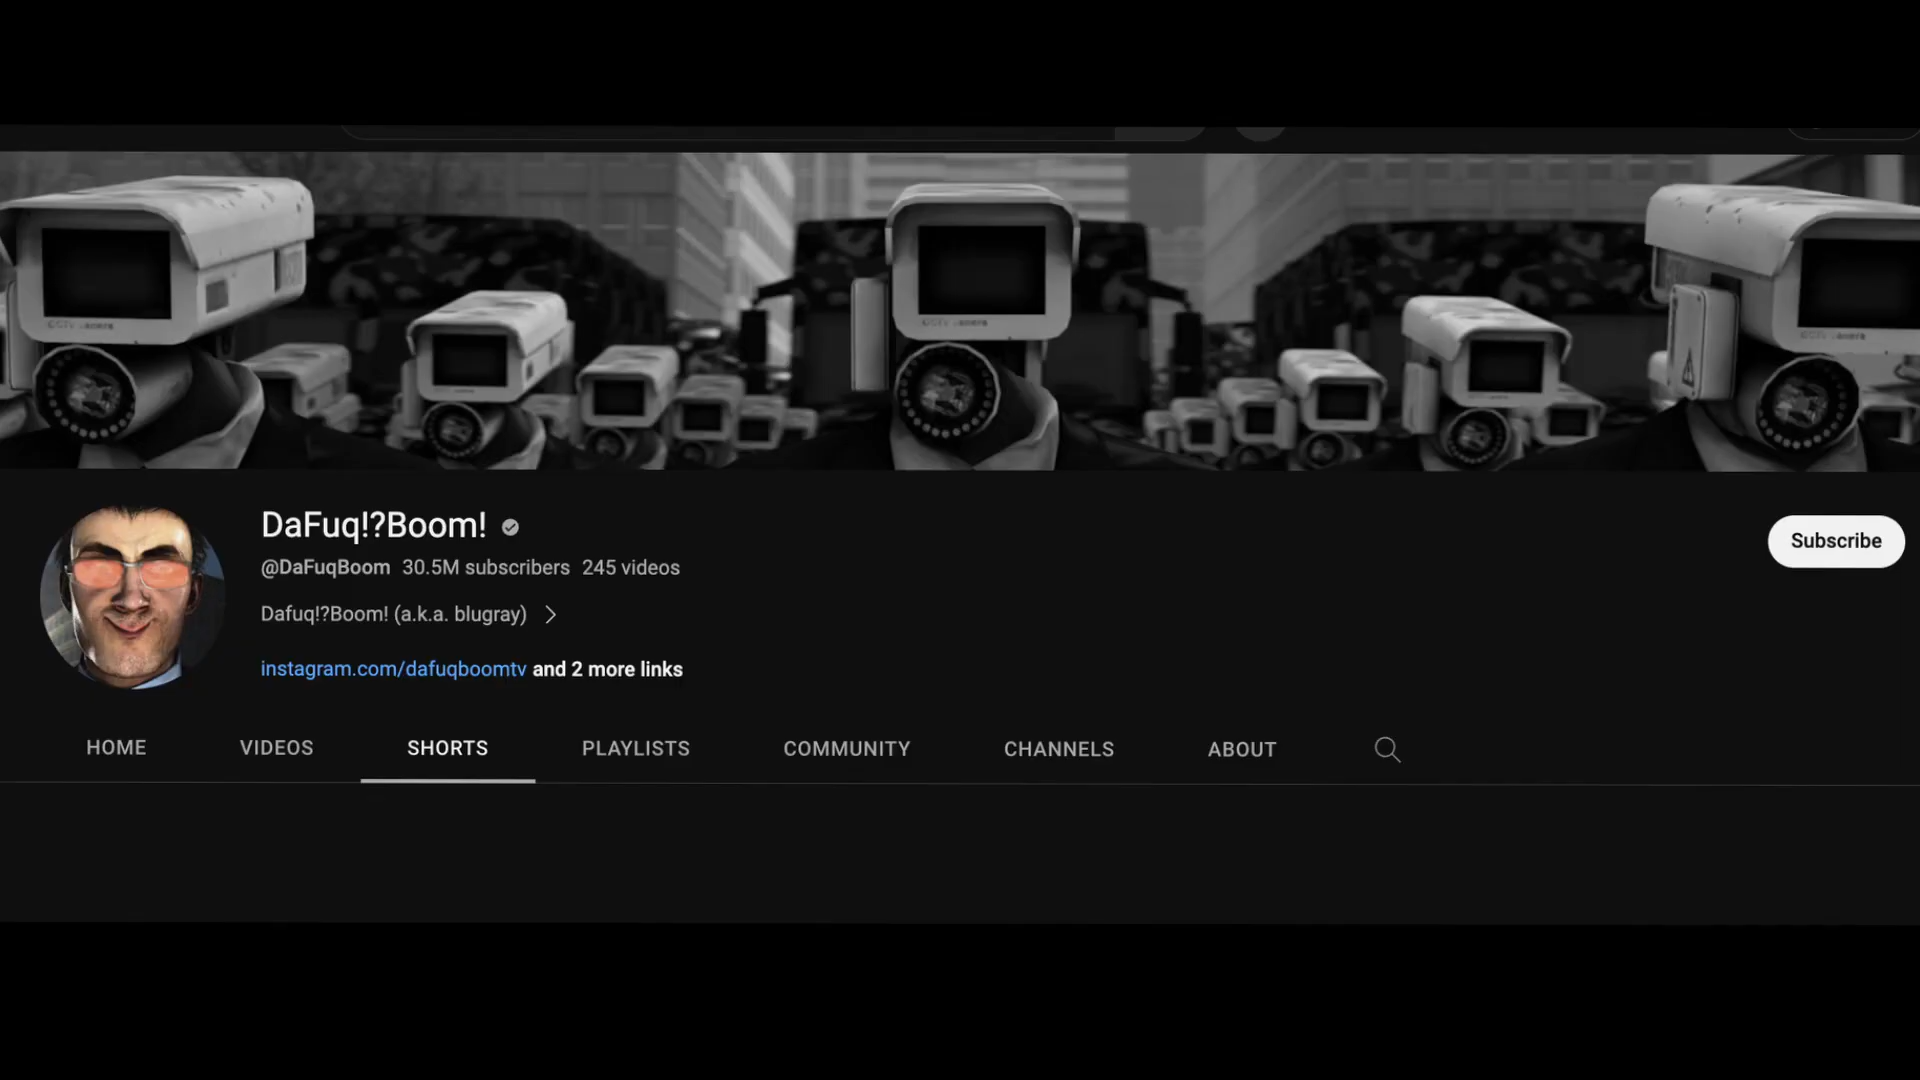 DaFuq!?Boom!
@DaFuqBoom 30.5M subscribers 245 videos
Subscribe
Dafuq!?Boom! (a.k.a. blugray)
instagram.com/dafuqboomtv and 2 more links
HOME VIDEOS SHORTS PLAYLISTS COMMUNITY CHANNELS ABOUT